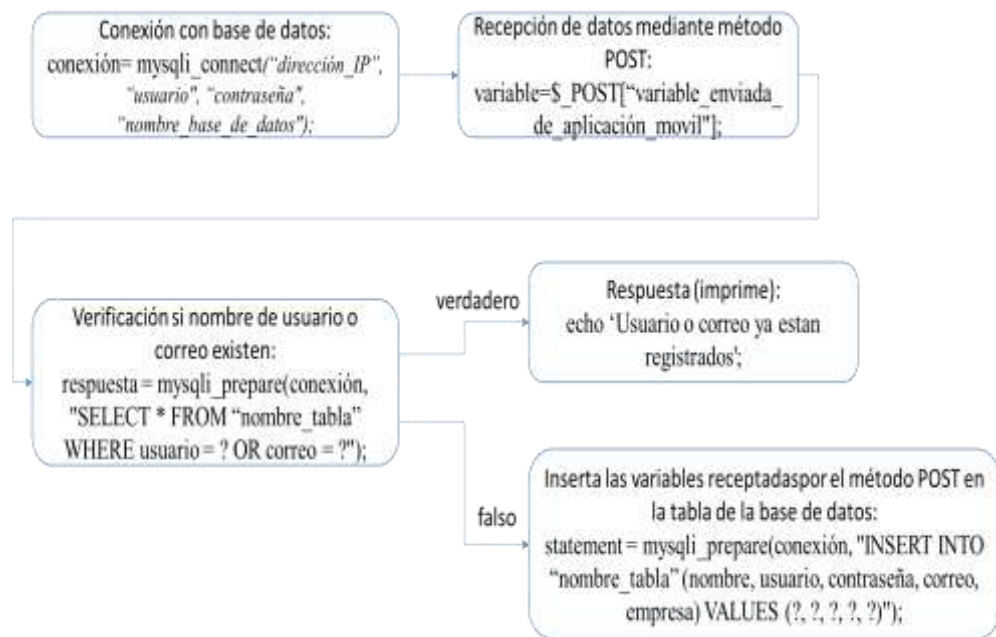 Conexión con base de datos:
conexión= mysqli_connect("dirección_IP",
"usuario", "contraseña",
"nombre_base_de_datos");
Recepción de datos mediante método
POST:
variable=$_POST["variable_enviada_
de_aplicación_movil"];
Verificación si nombre de usuario o
correo existen:
respuesta = mysqli_prepare(conexión,
"SELECT * FROM “nombre_tabla”
WHERE usuario = ? OR correo = ?");
verdadero
Respuesta (imprime):
echo ‘Usuario o correo ya estan
registrados';
falso
Inserta las variables receptadaspor el método POST en
la tabla de la base de datos:
statement = mysqli_prepare(conexión, "INSERT INTO
“nombre_tabla” (nombre, usuario, contraseña, correo,
empresa) VALUES (?, ?, ?, ?, ?)");